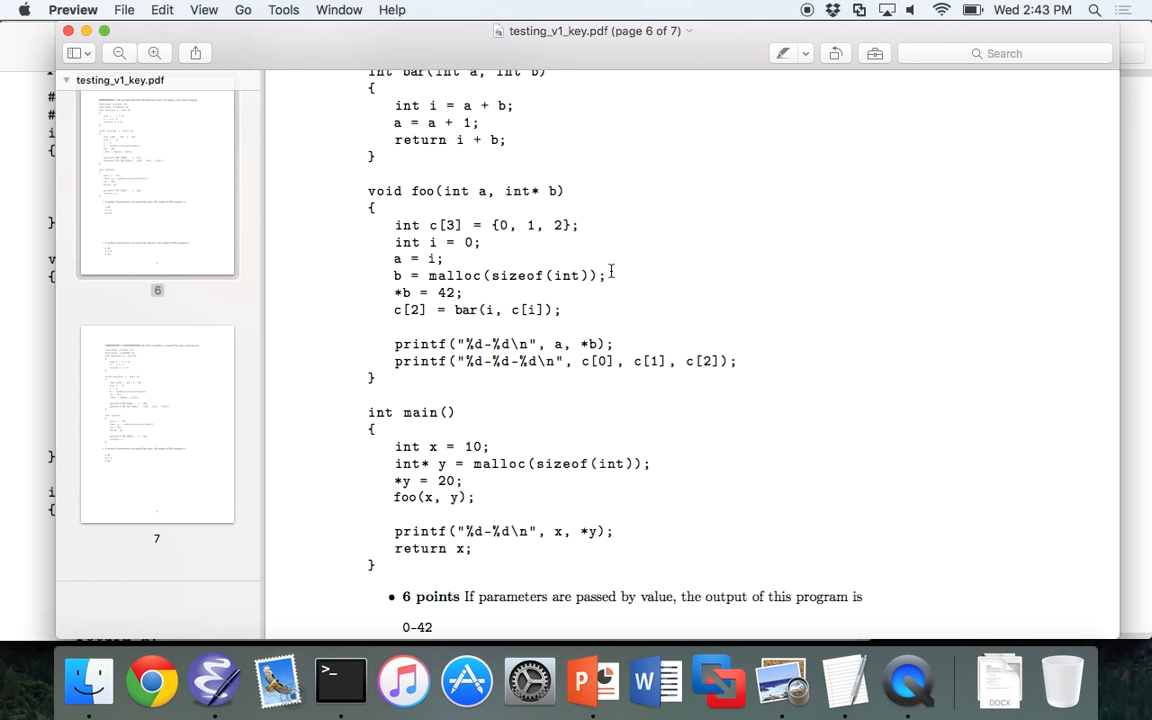 Preview File Edit View Go Tools Window Help Wed 2:43 PM
testing_v1_key.pdf (page 6 of 7)
Search
testing_v1_key.pdf
6
7
int bar(int a, int b)
{
int i = a + b;
a = a + 1;
return i + b;
}
void foo(int a, int* b)
{
int c[3] = {0, 1, 2};
int i = 0;
a = i;
b = malloc(sizeof(int));
*b = 42;
c[2] = bar(i, c[i]);
printf("%d-%d\n", a, *b);
printf("%d-%d-%d\n", c[0], c[1], c[2]);
}
int main()
{
int x = 10;
int* y = malloc(sizeof(int));
*y = 20;
foo(x, y);
printf("%d-%d\n", x, *y);
return x;
}
• 6 points If parameters are passed by value, the output of this program is
0-42
DOCX